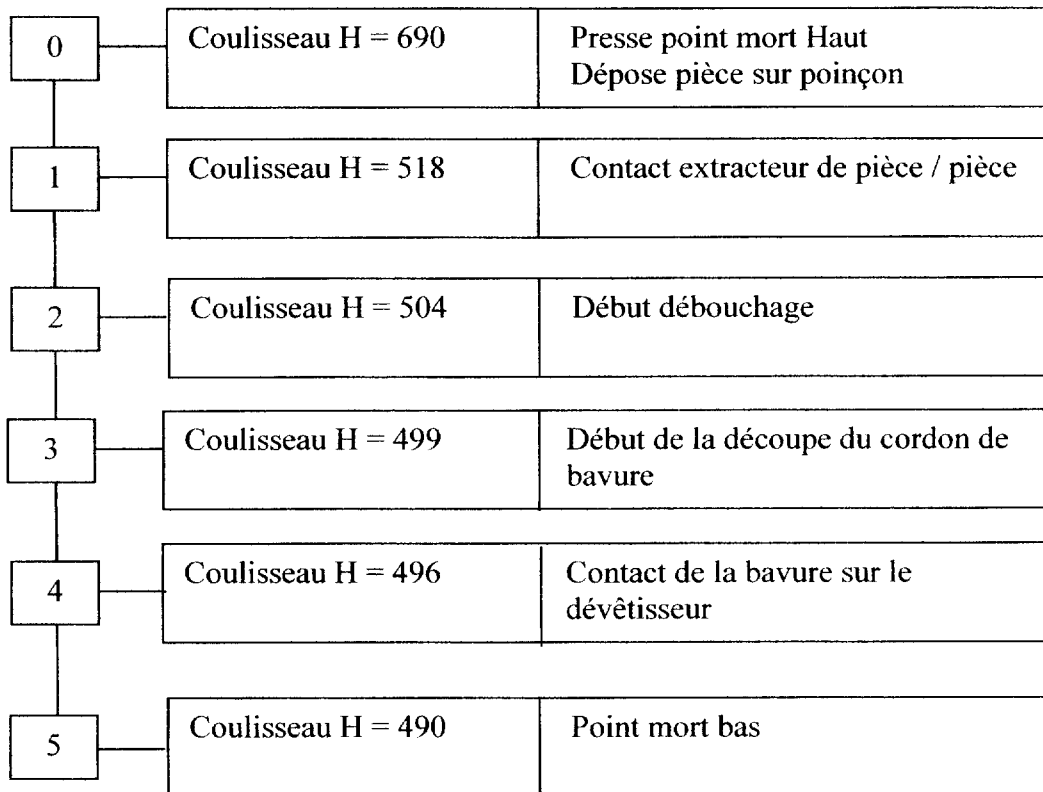 0
Coulisseau H = 690
Presse point mort Haut
Dépose pièce sur poinçon
1
Coulisseau H = 518
Contact extracteur de pièce / pièce
2
Coulisseau H = 504
Début débouchage
3
Coulisseau H = 499
Début de la découpe du cordon de
bavure
4
Coulisseau H = 496
Contact de la bavure sur le
dévêtisseur
5
Coulisseau H = 490
Point mort bas